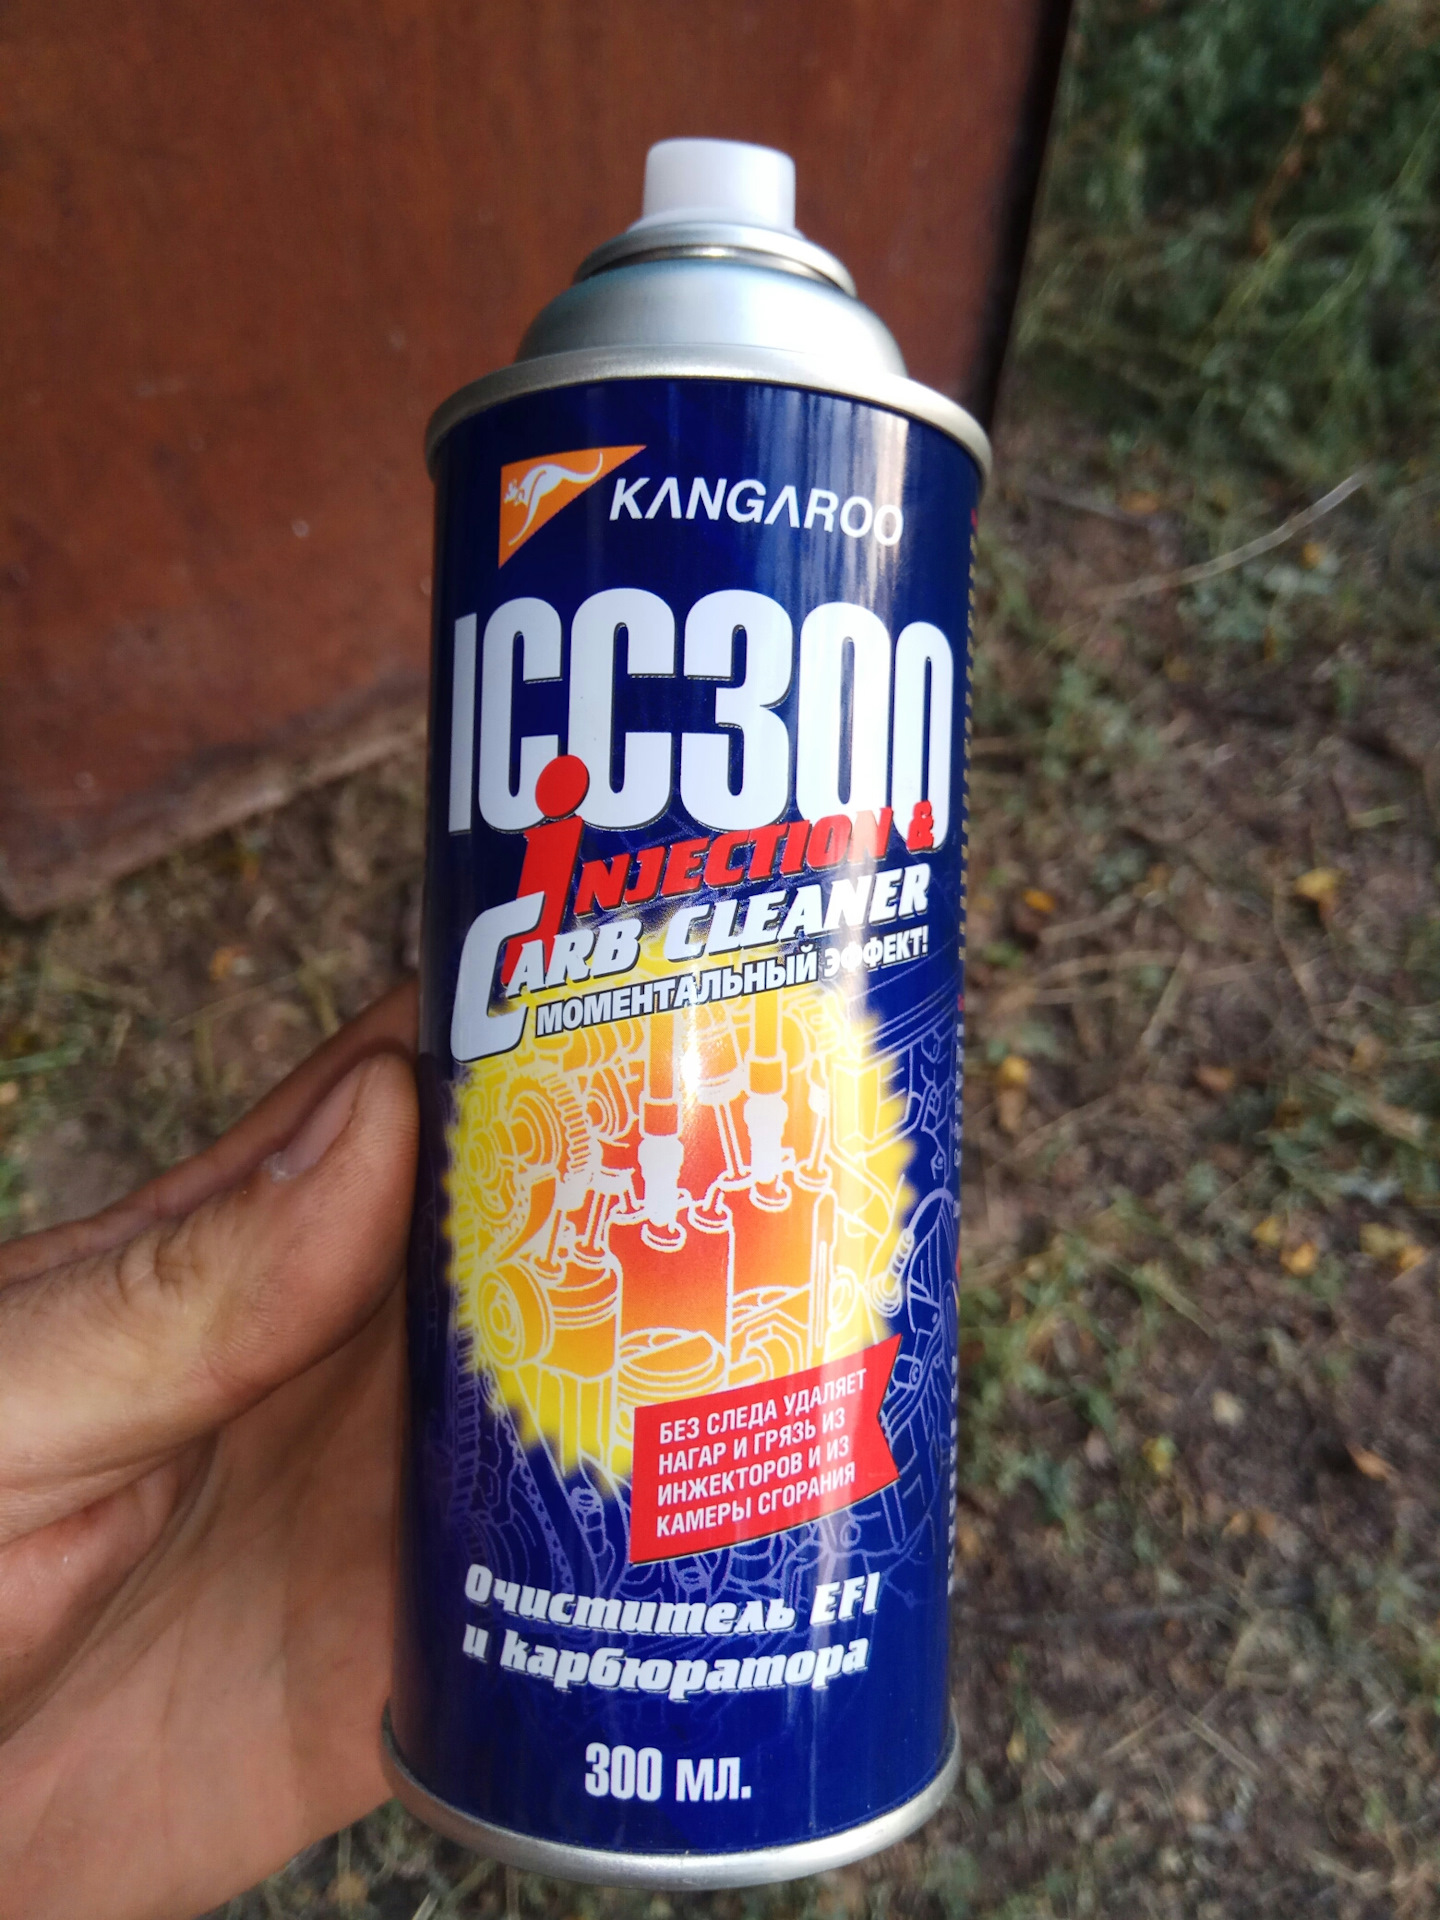 KANGAROO
ICC300
INJECTION &
CARB CLEANER
МОМЕНТАЛЬНЫЙ ЭФФЕКТ!
БЕЗ СЛЕДА УДАЛЯЕТ
НАГАР И ГРЯЗЬ ИЗ
ИНЖЕКТОРОВ И ИЗ
КАМЕРЫ СГОРАНИЯ
Очиститель EFI
и карбюратора
300 МЛ.